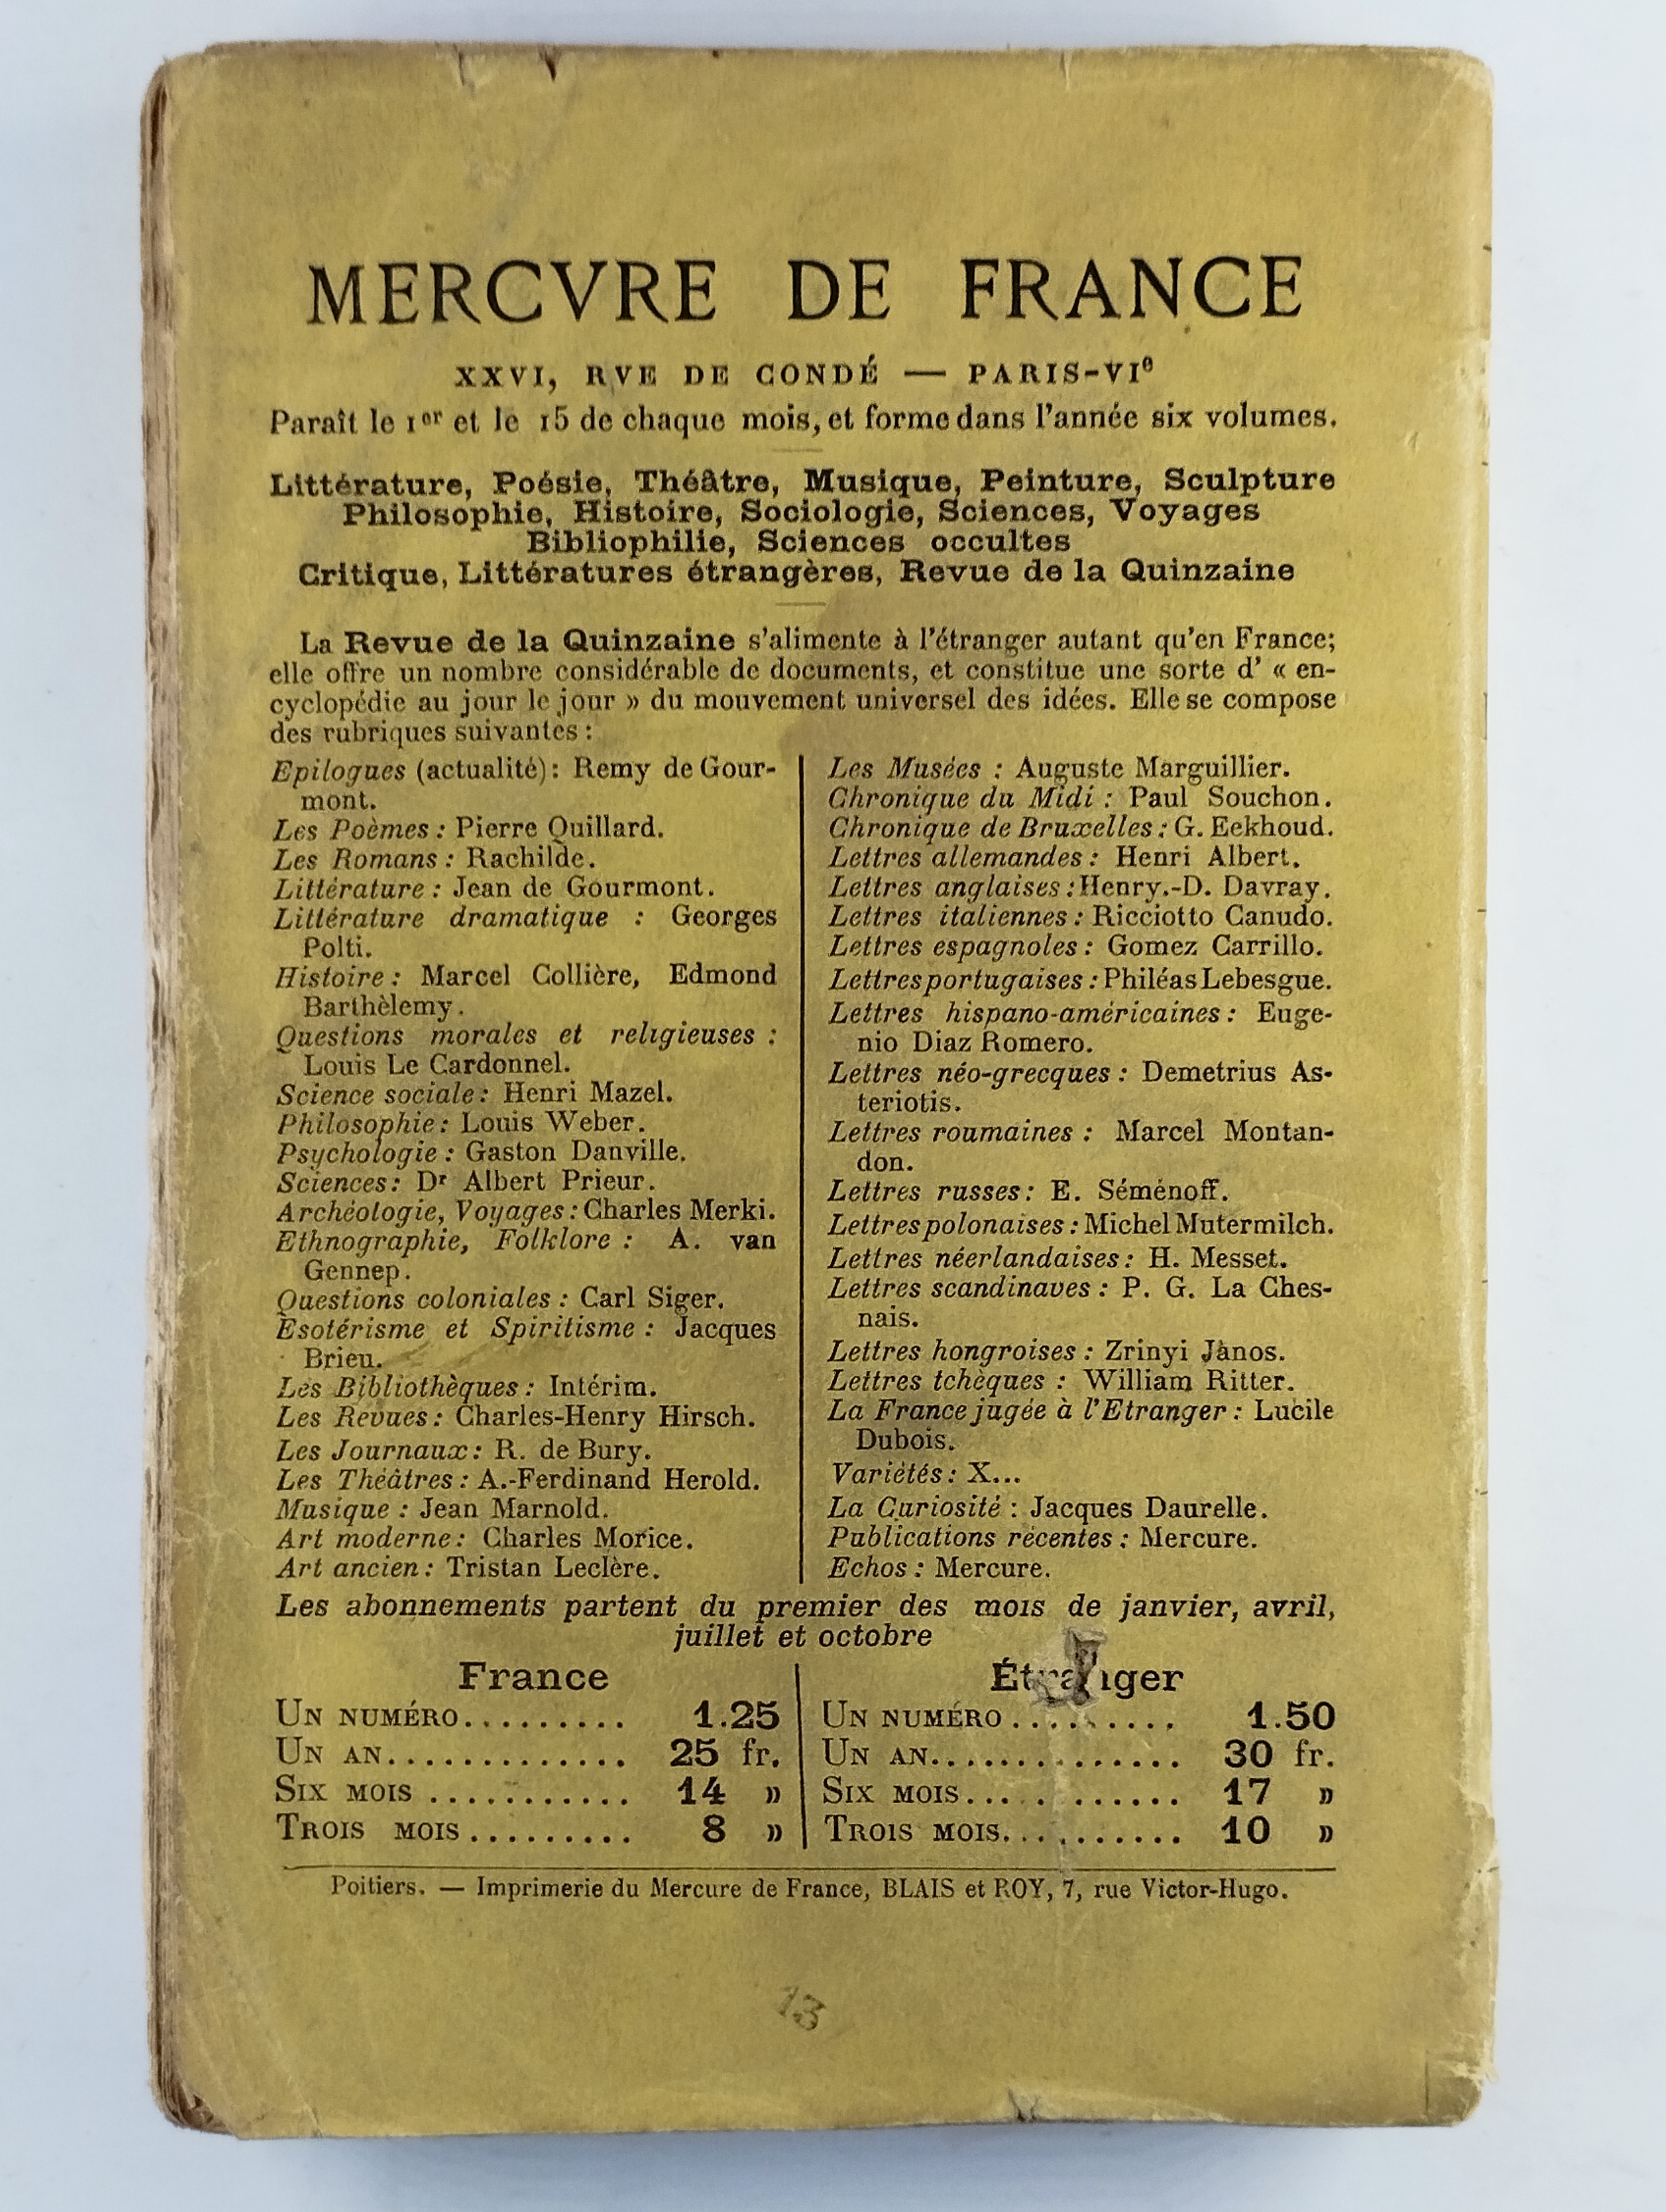 MERCVRE DE FRANCE
XXVI, RVE DE CONDÉ — PARIS-VIe
Paraît le 1er et le 15 de chaque mois, et forme dans l'année six volumes.
Littérature, Poésie, Théâtre, Musique, Peinture, Sculpture
Philosophie, Histoire, Sociologie, Sciences, Voyages
Bibliophilie, Sciences occultes
Critique, Littératures étrangères, Revue de la Quinzaine
La Revue de la Quinzaine s'alimente à l'étranger autant qu'en France;
elle offre un nombre considérable de documents, et constitue une sorte d' « en-
cyclopédie au jour le jour » du mouvement universel des idées. Elle se compose
des rubriques suivantes :
Epilogues (actualité): Remy de Gour-
mont.
Les Poèmes : Pierre Quillard.
Les Romans : Rachilde.
Littérature : Jean de Gourmont.
Littérature dramatique : Georges
Polti.
Histoire : Marcel Collière, Edmond
Barthèlemy.
Questions morales et religieuses :
Louis Le Cardonnel.
Science sociale : Henri Mazel.
Philosophie : Louis Weber.
Psychologie : Gaston Danville.
Sciences : Dr Albert Prieur.
Archéologie, Voyages : Charles Merki.
Ethnographie, Folklore : A. van
Gennep.
Questions coloniales : Carl Siger.
Esotérisme et Spiritisme : Jacques
Brieu.
Les Bibliothèques : Intérim.
Les Revues : Charles-Henry Hirsch.
Les Journaux : R. de Bury.
Les Théâtres : A.-Ferdinand Herold.
Musique : Jean Marnold.
Art moderne : Charles Morice.
Art ancien : Tristan Leclère.
Les Musées : Auguste Marguillier.
Chronique du Midi : Paul Souchon.
Chronique de Bruxelles : G. Eekhoud.
Lettres allemandes : Henri Albert.
Lettres anglaises : Henry.-D. Davray.
Lettres italiennes : Ricciotto Canudo.
Lettres espagnoles : Gomez Carrillo.
Lettres portugaises : Philéas Lebesgue.
Lettres hispano-américaines : Euge-
nio Diaz Romero.
Lettres néo-grecques : Demetrius As-
teriotis.
Lettres roumaines : Marcel Montan-
don.
Lettres russes : E. Séménoff.
Lettres polonaises : Michel Mutermilch.
Lettres néerlandaises : H. Messet.
Lettres scandinaves : P. G. La Ches-
nais.
Lettres hongroises : Zrinyi Jànos.
Lettres tchèques : William Ritter.
La France jugée à l'Etranger : Lucile
Dubois.
Variétés : X...
La Curiosité : Jacques Daurelle.
Publications récentes : Mercure.
Echos : Mercure.
Les abonnements partent du premier des mois de janvier, avril,
juillet et octobre
France
UN NUMÉRO......... 1.25
UN AN.............. 25 fr.
SIX MOIS ........... 14 »
TROIS MOIS......... 8 »
Étranger
UN NUMÉRO......... 1.50
UN AN.............. 30 fr.
SIX MOIS............ 17 »
TROIS MOIS.......... 10 »
Poitiers. — Imprimerie du Mercure de France, BLAIS et ROY, 7, rue Victor-Hugo.
13